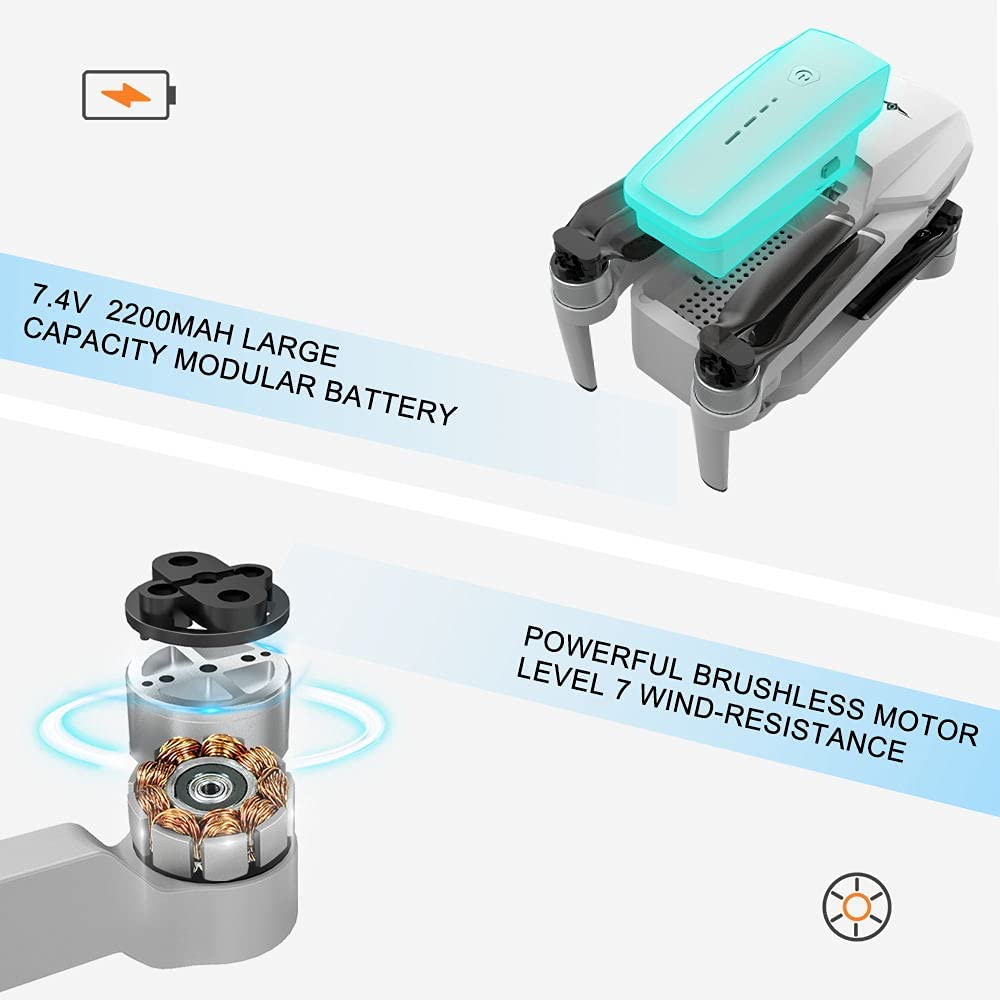 7.4V 2200MAH LARGE
CAPACITY MODULAR BATTERY
POWERFUL BRUSHLESS MOTOR
LEVEL 7 WIND-RESISTANCE